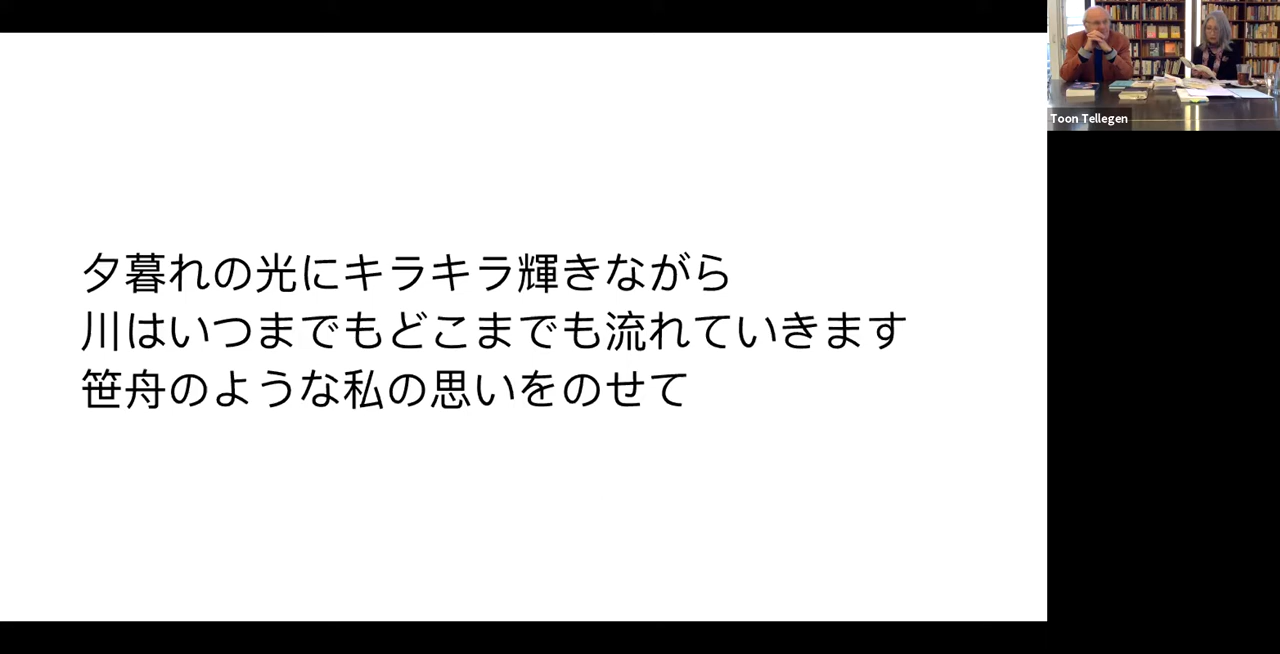 夕暮れの光にキラキラ輝きながら
川はいつまでもどこまでも流れていきます
笹舟のような私の思いをのせて
Toon Tellegen